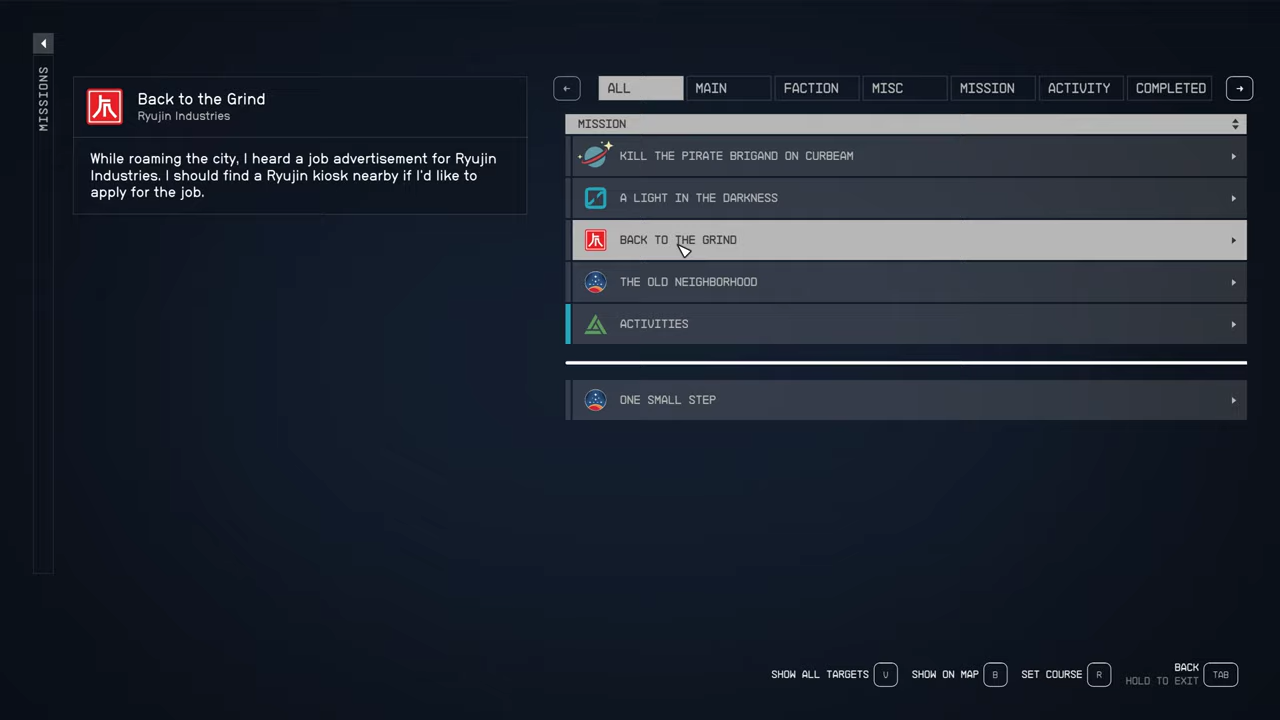 MISSIONS
Back to the Grind
Ryujin Industries
While roaming the city, I heard a job advertisement for Ryujin
Industries. I should find a Ryujin kiosk nearby if I'd like to
apply for the job.
ALL
MAIN
FACTION
MISC
MISSION
ACTIVITY
COMPLETED
MISSION
KILL THE PIRATE BRIGAND ON CURBEAM
A LIGHT IN THE DARKNESS
BACK TO THE GRIND
THE OLD NEIGHBORHOOD
ACTIVITIES
ONE SMALL STEP
SHOW ALL TARGETS V
SHOW ON MAP B
SET COURSE R
BACK
HOLD TO EXIT
TAB